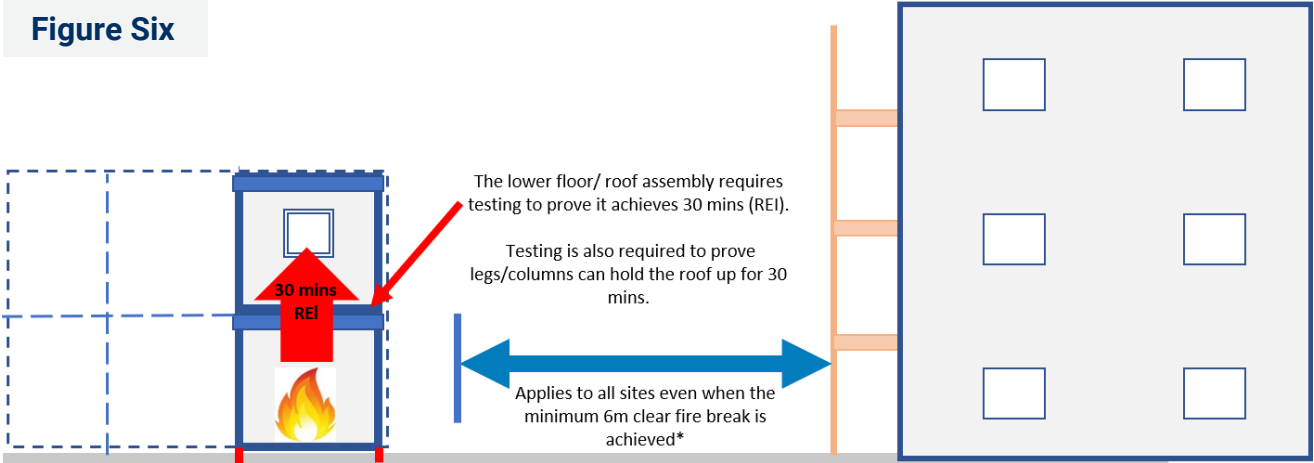 Figure Six
The lower floor/ roof assembly requires
testing to prove it achieves 30 mins (REI).
Testing is also required to prove
legs/columns can hold the roof up for 30
mins.
30 mins
REI
Applies to all sites even when the
minimum 6m clear fire break is
achieved*